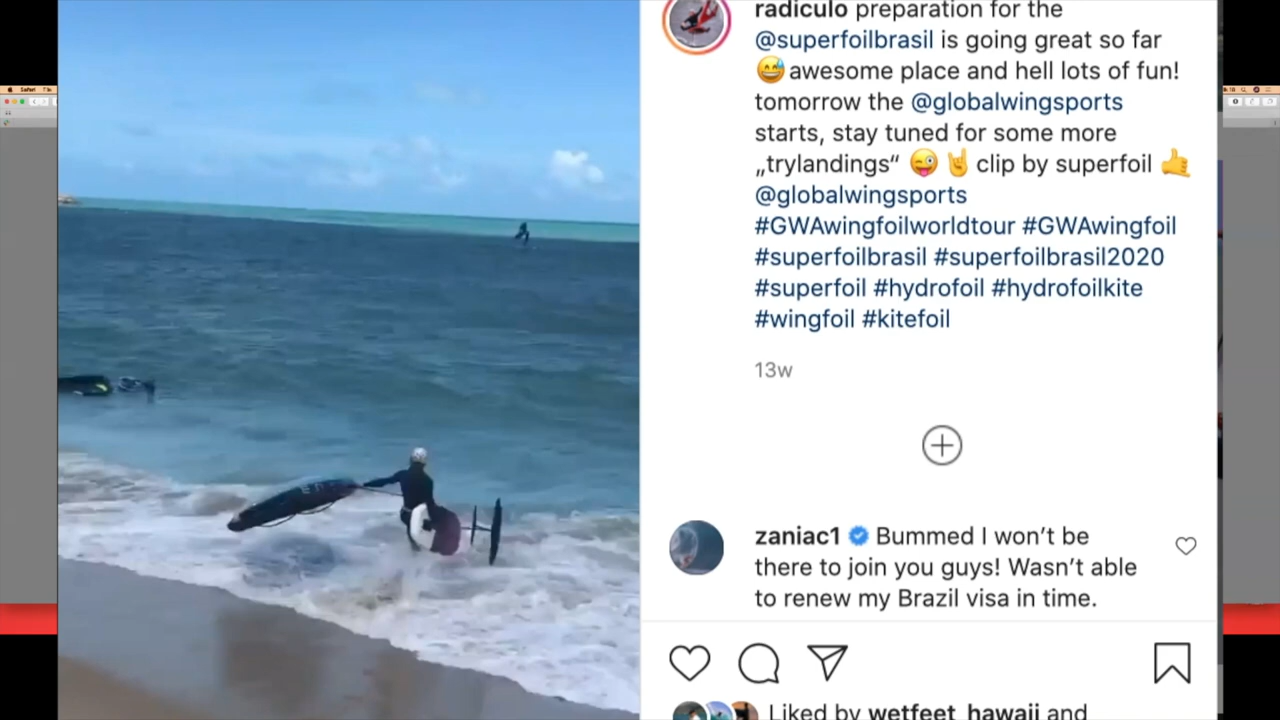 radiculo preparation for the
@superfoilbrasil is going great so far
😅 awesome place and hell lots of fun!
tomorrow the @globalwingsports
starts, stay tuned for some more
„trylandings“ 😜 🤘 clip by superfoil 🤙
@globalwingsports
#GWAwingfoilworldtour #GWAwingfoil
#superfoilbrasil #superfoilbrasil2020
#superfoil #hydrofoil #hydrofoilkite
#wingfoil #kitefoil
13w
zaniac1 Bummed I won’t be
there to join you guys! Wasn’t able
to renew my Brazil visa in time.
Liked by wetfeet_hawaii and
Safari